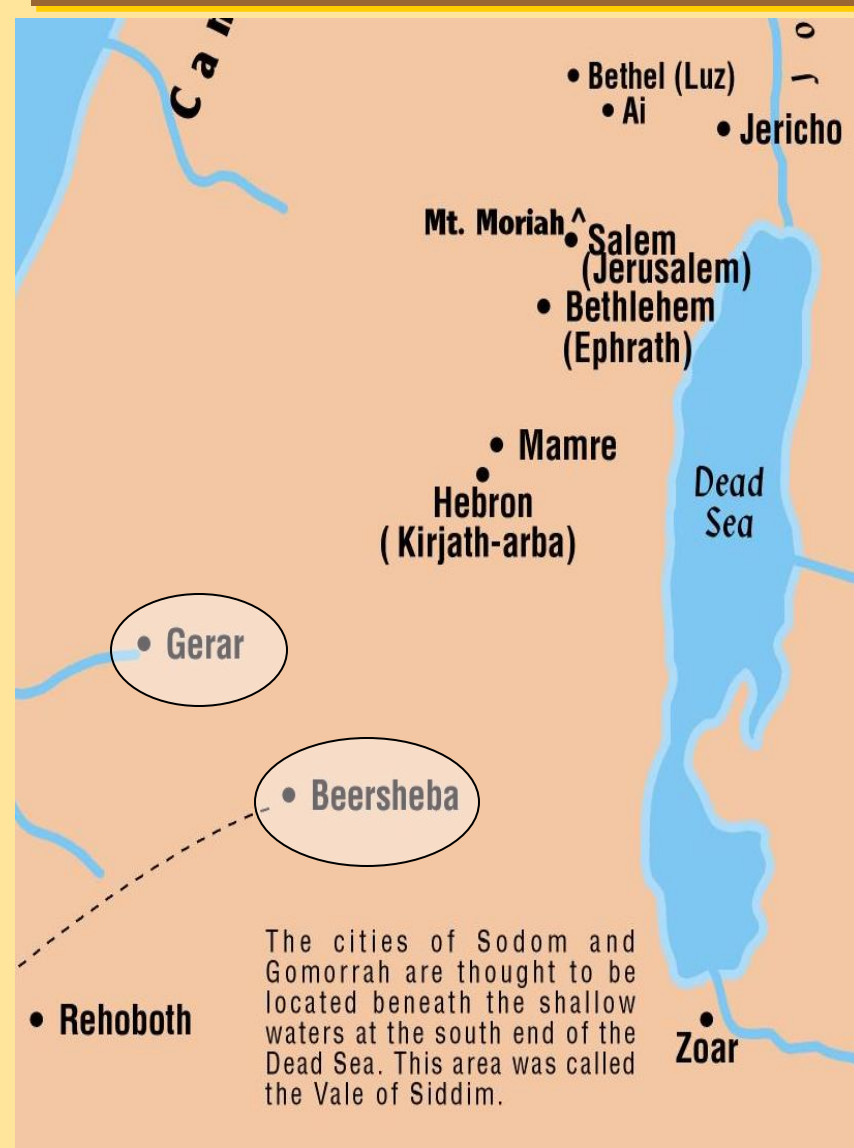 Can
Jo
• Bethel (Luz)
• Ai
• Jericho
Mt. Moriah ^
• Salem
(Jerusalem)
• Bethlehem
(Ephrath)
• Mamre
Dead
Sea
• Hebron
( Kirjath-arba)
• Gerar
• Beersheba
The cities of Sodom and
Gomorrah are thought to be
located beneath the shallow
waters at the south end of the
Dead Sea. This area was called
the Vale of Siddim.
• Rehoboth
• Zoar